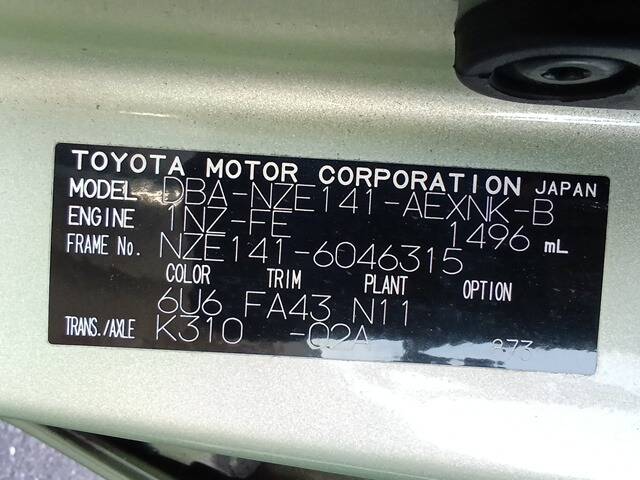 TOYOTA MOTOR CORPORATION JAPAN
MODEL DBA-NZE141-AEXNK-B
ENGINE 1NZ-FE 1496 mL
FRAME No. NZE141-6046315
COLOR TRIM PLANT OPTION
6U6 FA43 N11
TRANS./AXLE K310 -02A 873